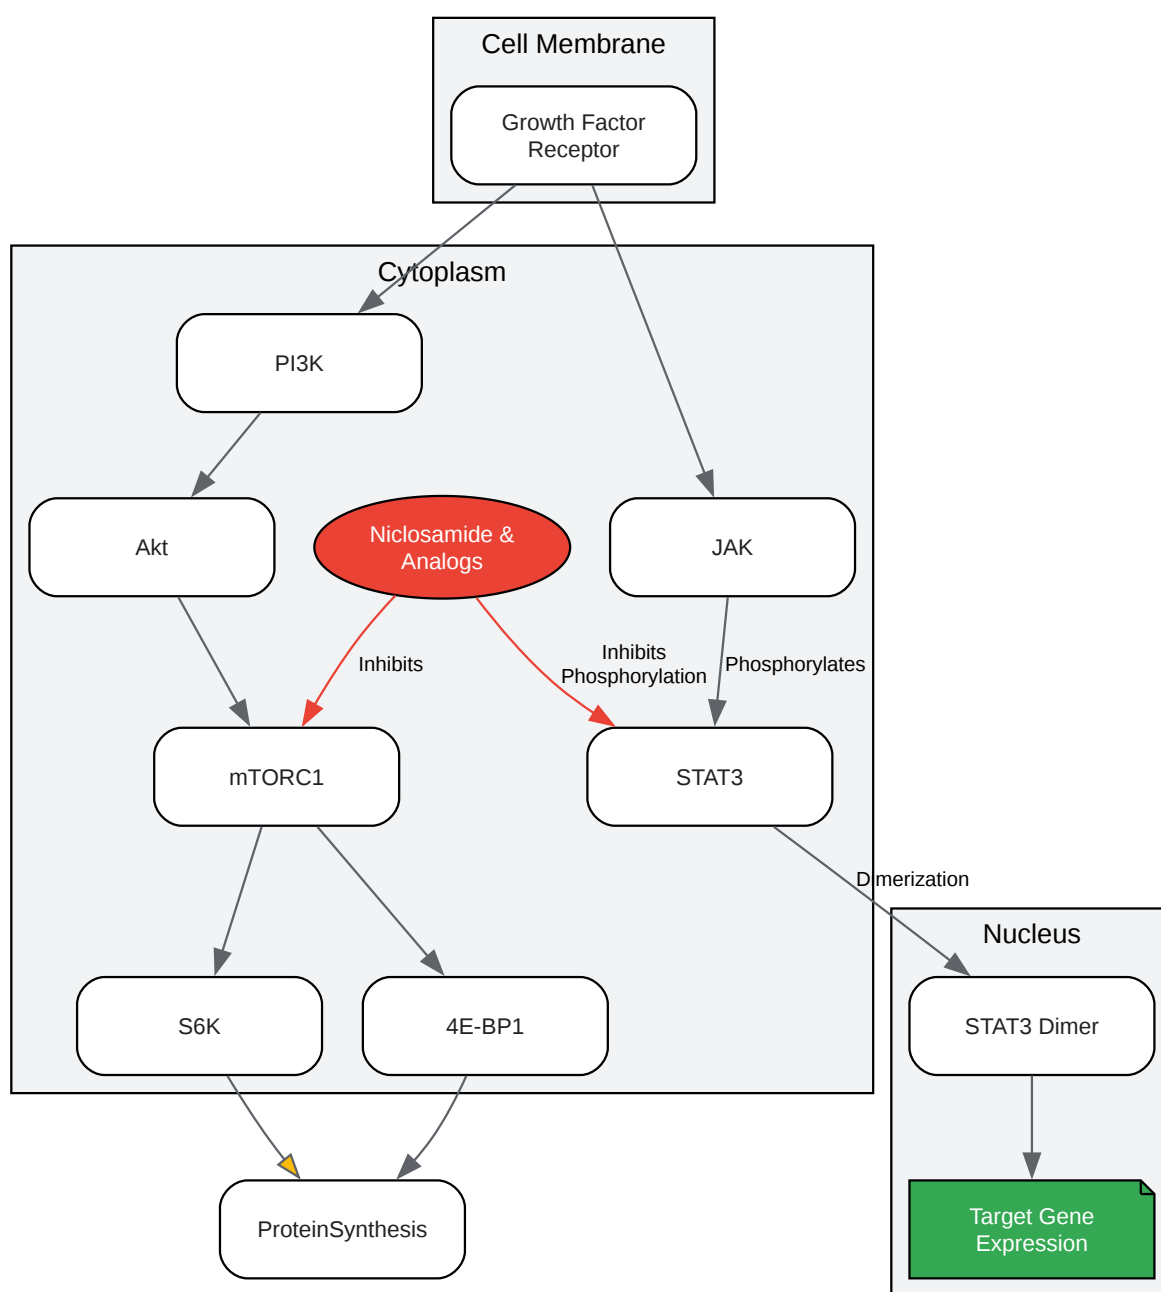 Cell Membrane
Growth Factor
Receptor
Cytoplasm
PI3K
Akt
Niclosamide &
Analogs
JAK
Inhibits
Inhibits
Phosphorylation
Phosphorylates
mTORC1
STAT3
Dimerization
Nucleus
S6K
4E-BP1
STAT3 Dimer
ProteinSynthesis
Target Gene
Expression